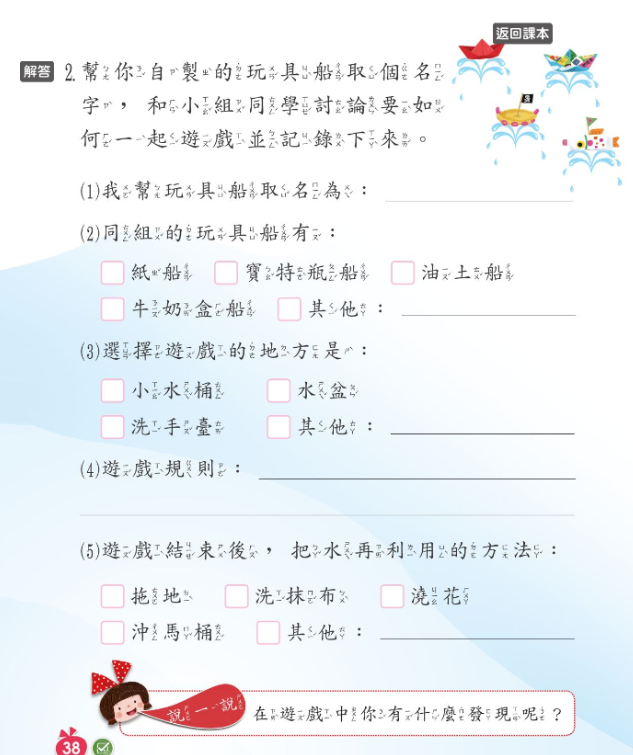 返回課本
解答 2. 幫你自製的玩具船取個名
字，和小組同學討論要如
何一起遊戲並記錄下來。
(1)我幫玩具船取名為：
(2)同組的玩具船有：
紙船 寶特瓶船 油土船
牛奶盒船 其他：
(3)選擇遊戲的地方是：
小水桶 水盆
洗手臺 其他：
(4)遊戲規則：
(5)遊戲結束後，把水再利用的方法：
拖地 洗抹布 澆花
沖馬桶 其他：
說一說 在遊戲中你有什麼發現呢？
38